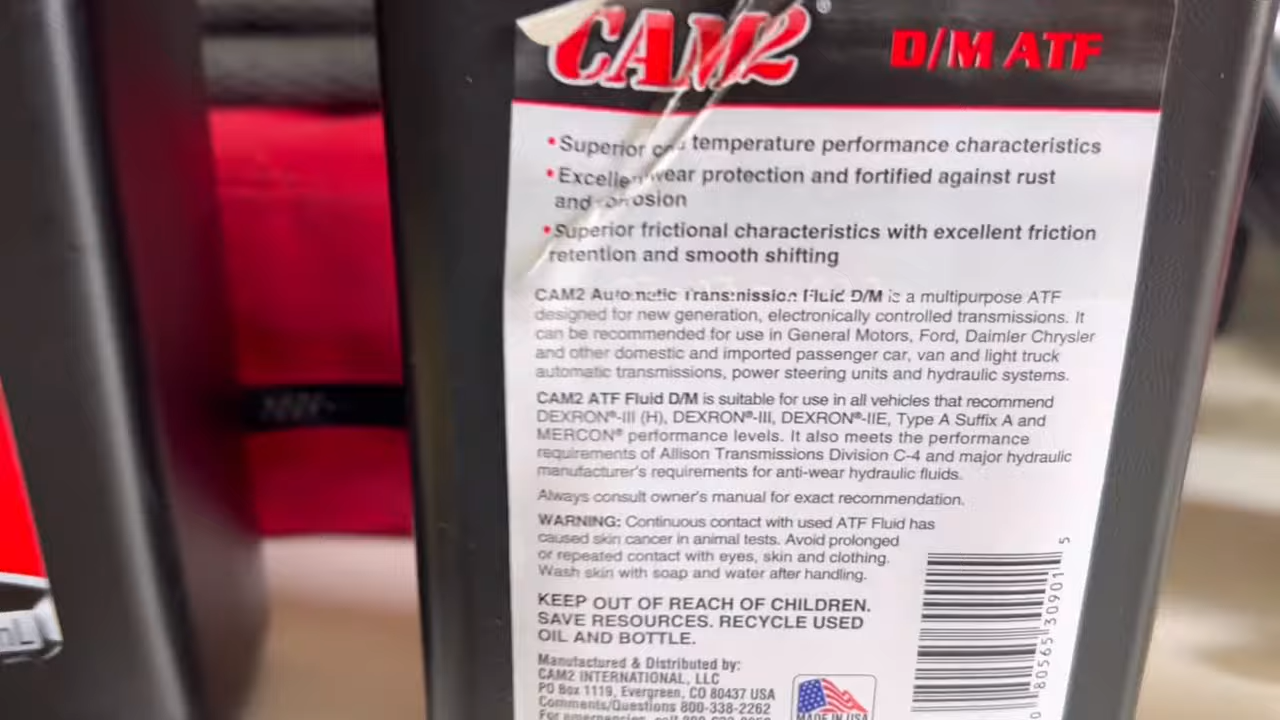 CAM2®
D/M ATF
• Superior temperature performance characteristics
• Excellent wear protection and fortified against rust
and corrosion
• Superior frictional characteristics with excellent friction
retention and smooth shifting
CAM2 Automatic Transmission Fluid D/M is a multipurpose ATF
designed for new generation, electronically controlled transmissions. It
can be recommended for use in General Motors, Ford, Daimler Chrysler
and other domestic and imported passenger car, van and light truck
automatic transmissions, power steering units and hydraulic systems.
CAM2 ATF Fluid D/M is suitable for use in all vehicles that recommend
DEXRON®-III (H), DEXRON®-III, DEXRON®-IIE, Type A Suffix A and
MERCON® performance levels. It also meets the performance
requirements of Allison Transmissions Division C-4 and major hydraulic
manufacturer's requirements for anti-wear hydraulic fluids.
Always consult owner's manual for exact recommendation.
WARNING: Continuous contact with used ATF Fluid has
caused skin cancer in animal tests. Avoid prolonged
or repeated contact with eyes, skin and clothing.
Wash skin with soap and water after handling.
KEEP OUT OF REACH OF CHILDREN.
SAVE RESOURCES. RECYCLE USED
OIL AND BOTTLE.
Manufactured & Distributed by:
CAM2 INTERNATIONAL, LLC
PO Box 1119, Evergreen, CO 80437 USA
Comments/Questions 800-338-2262
For emergencies, call
MADE IN USA
0 80565 30901 5
mL